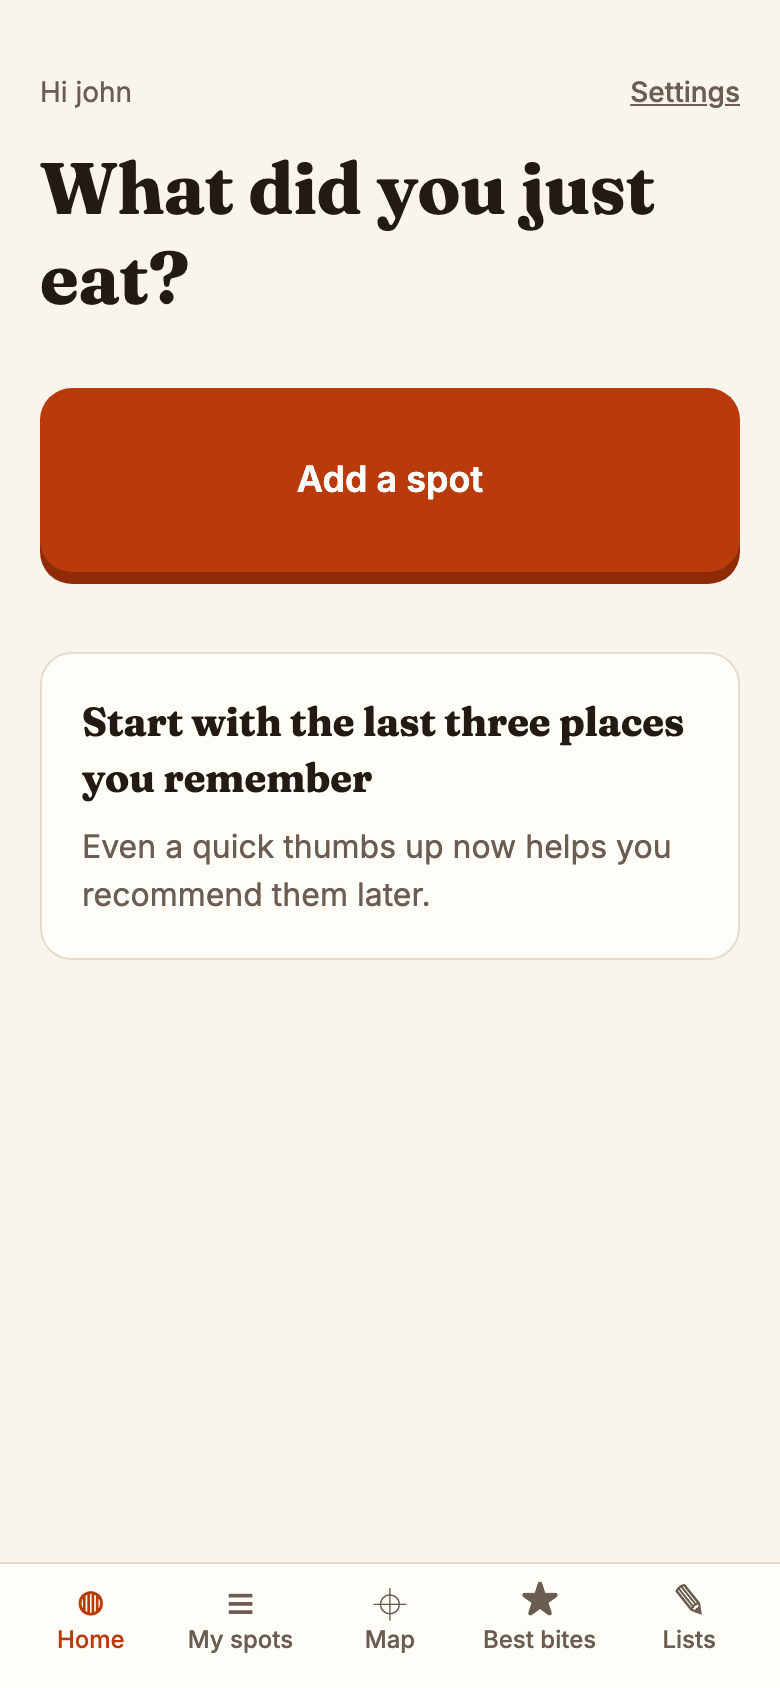 Hi john
Settings
What did you just
eat?
Add a spot
Start with the last three places
you remember
Even a quick thumbs up now helps you
recommend them later.
Home
My spots
Map
Best bites
Lists